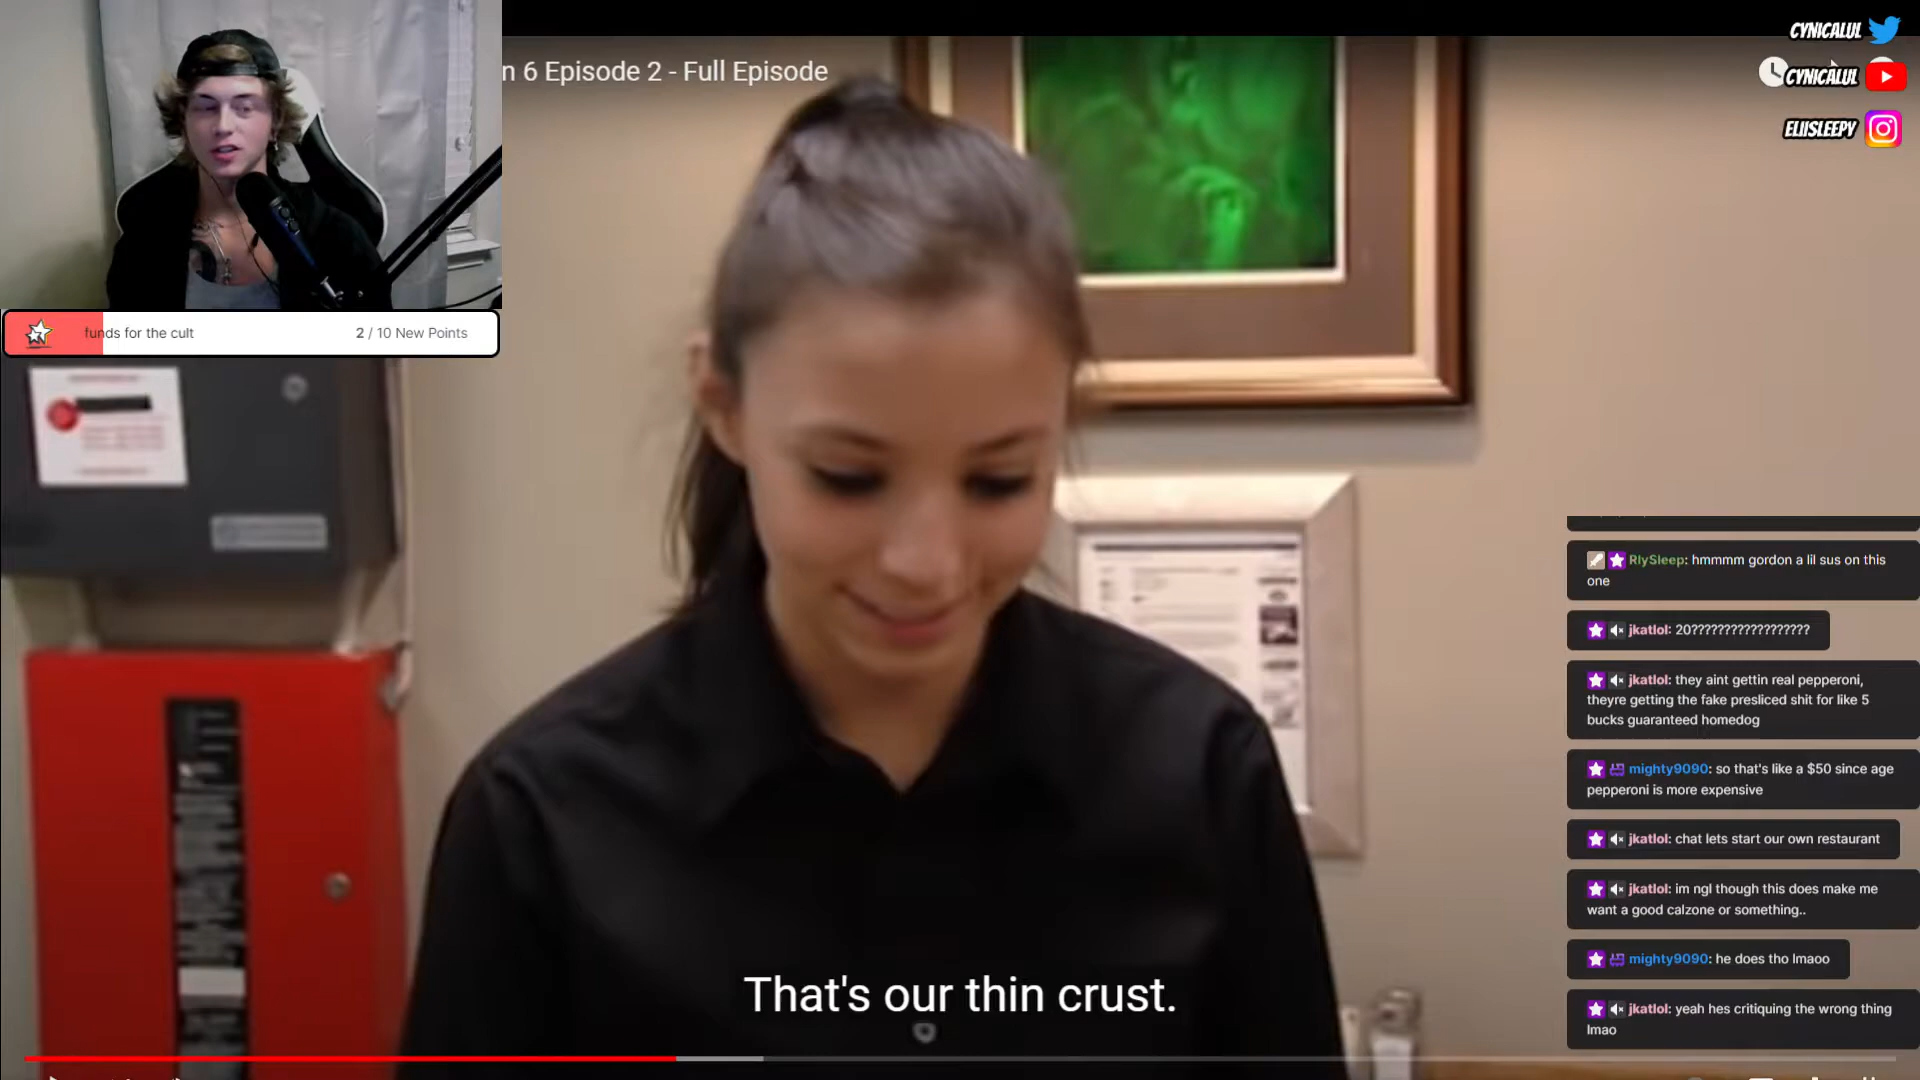 n 6 Episode 2 - Full Episode
CYNICALUL
CYNICALUL
ELIISLEEPY
funds for the cult 2 / 10 New Points
RlySleep: hmmmm gordon a lil sus on this
one
jkatlol: 20??????????????????
jkatlol: they aint gettin real pepperoni,
theyre getting the fake presliced shit for like 5
bucks guaranteed homedog
mighty9090: so that's like a $50 since age
pepperoni is more expensive
jkatlol: chat lets start our own restaurant
jkatlol: im ngl though this does make me
want a good calzone or something..
mighty9090: he does tho lmaoo
jkatlol: yeah hes critiquing the wrong thing
lmao
That's our thin crust.